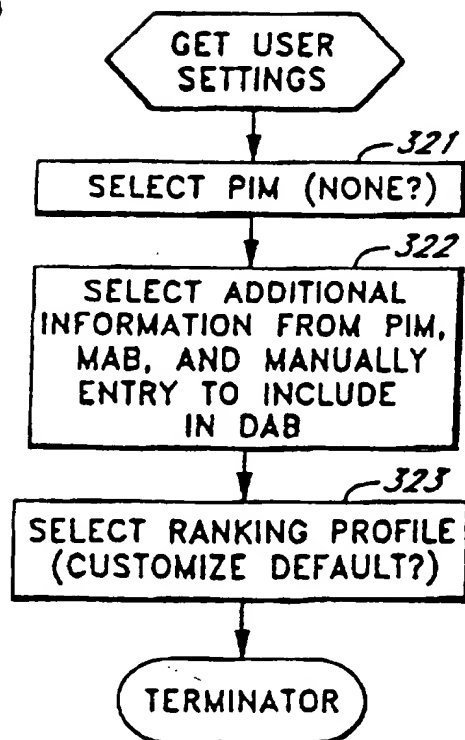 GET USER
SETTINGS
321
SELECT PIM (NONE?)
322
SELECT ADDITIONAL
INFORMATION FROM PIM,
MAB, AND MANUALLY
ENTRY TO INCLUDE
IN DAB
323
SELECT RANKING PROFILE
(CUSTOMIZE DEFAULT?)
TERMINATOR